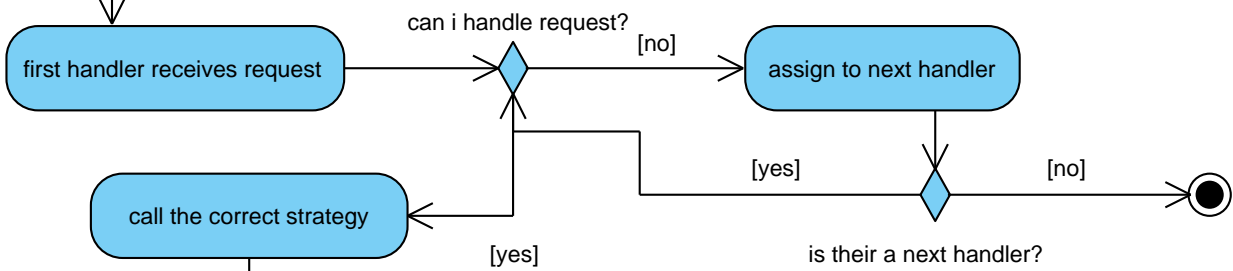 can i handle request?
[no]
first handler receives request
assign to next handler
[yes]
[no]
call the correct strategy
[yes]
is their a next handler?